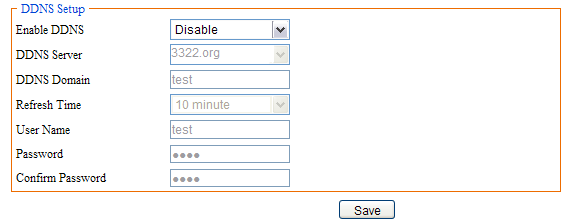 DDNS Setup
Enable DDNS Disable
DDNS Server 3322.org
DDNS Domain test
Refresh Time 10 minute
User Name test
Password ●●●●
Confirm Password ●●●●
Save